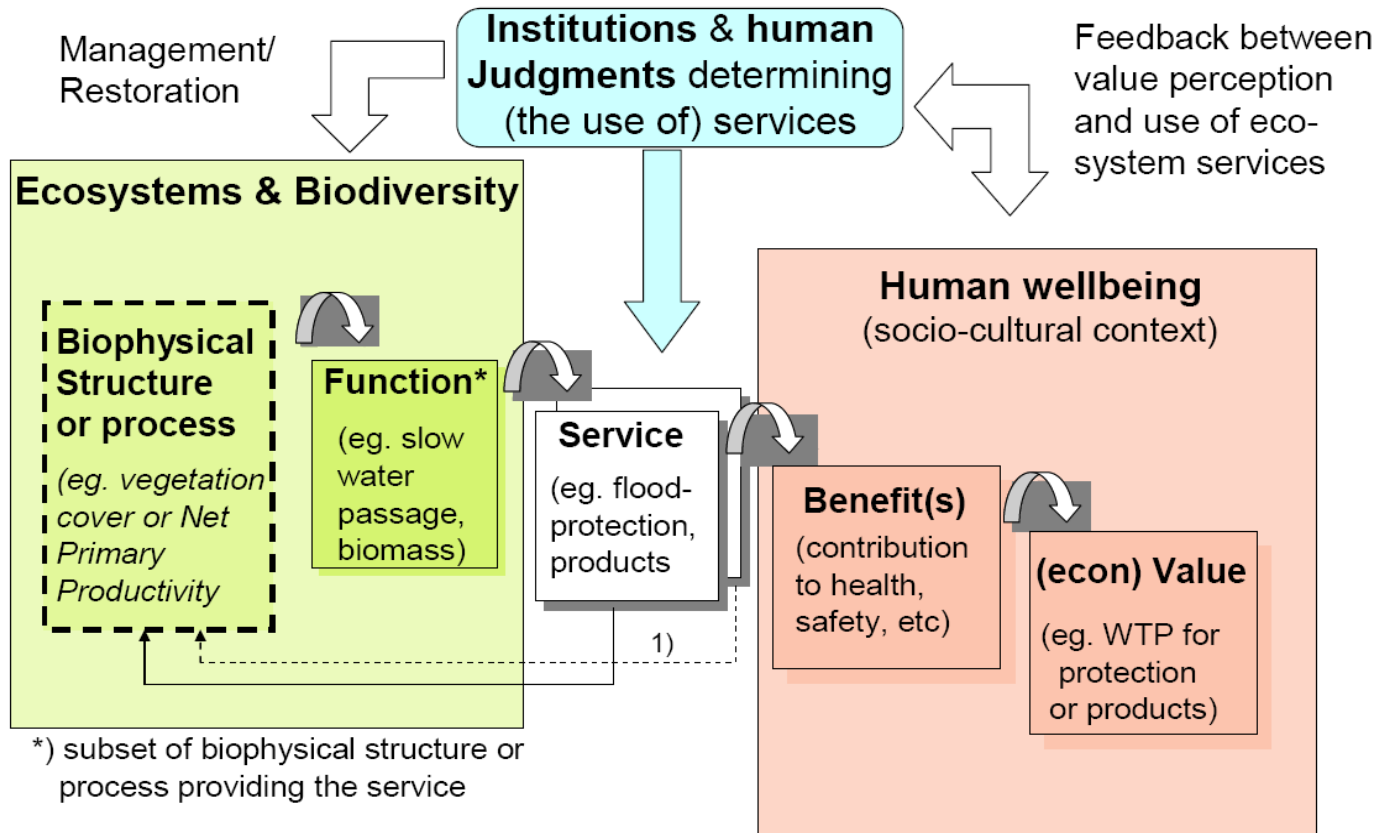 Management/
Restoration
Institutions & human
Judgments determining
(the use of) services
Feedback between
value perception
and use of eco-
system services
Ecosystems & Biodiversity
Biophysical
Structure
or process
(eg. vegetation
cover or Net
Primary
Productivity
Function*
(eg. slow
water
passage,
biomass)
Service
(eg. flood-
protection,
products
Human wellbeing
(socio-cultural context)
Benefit(s)
(contribution
to health,
safety, etc)
(econ) Value
(eg. WTP for
protection
or products)
1)
*) subset of biophysical structure or
process providing the service